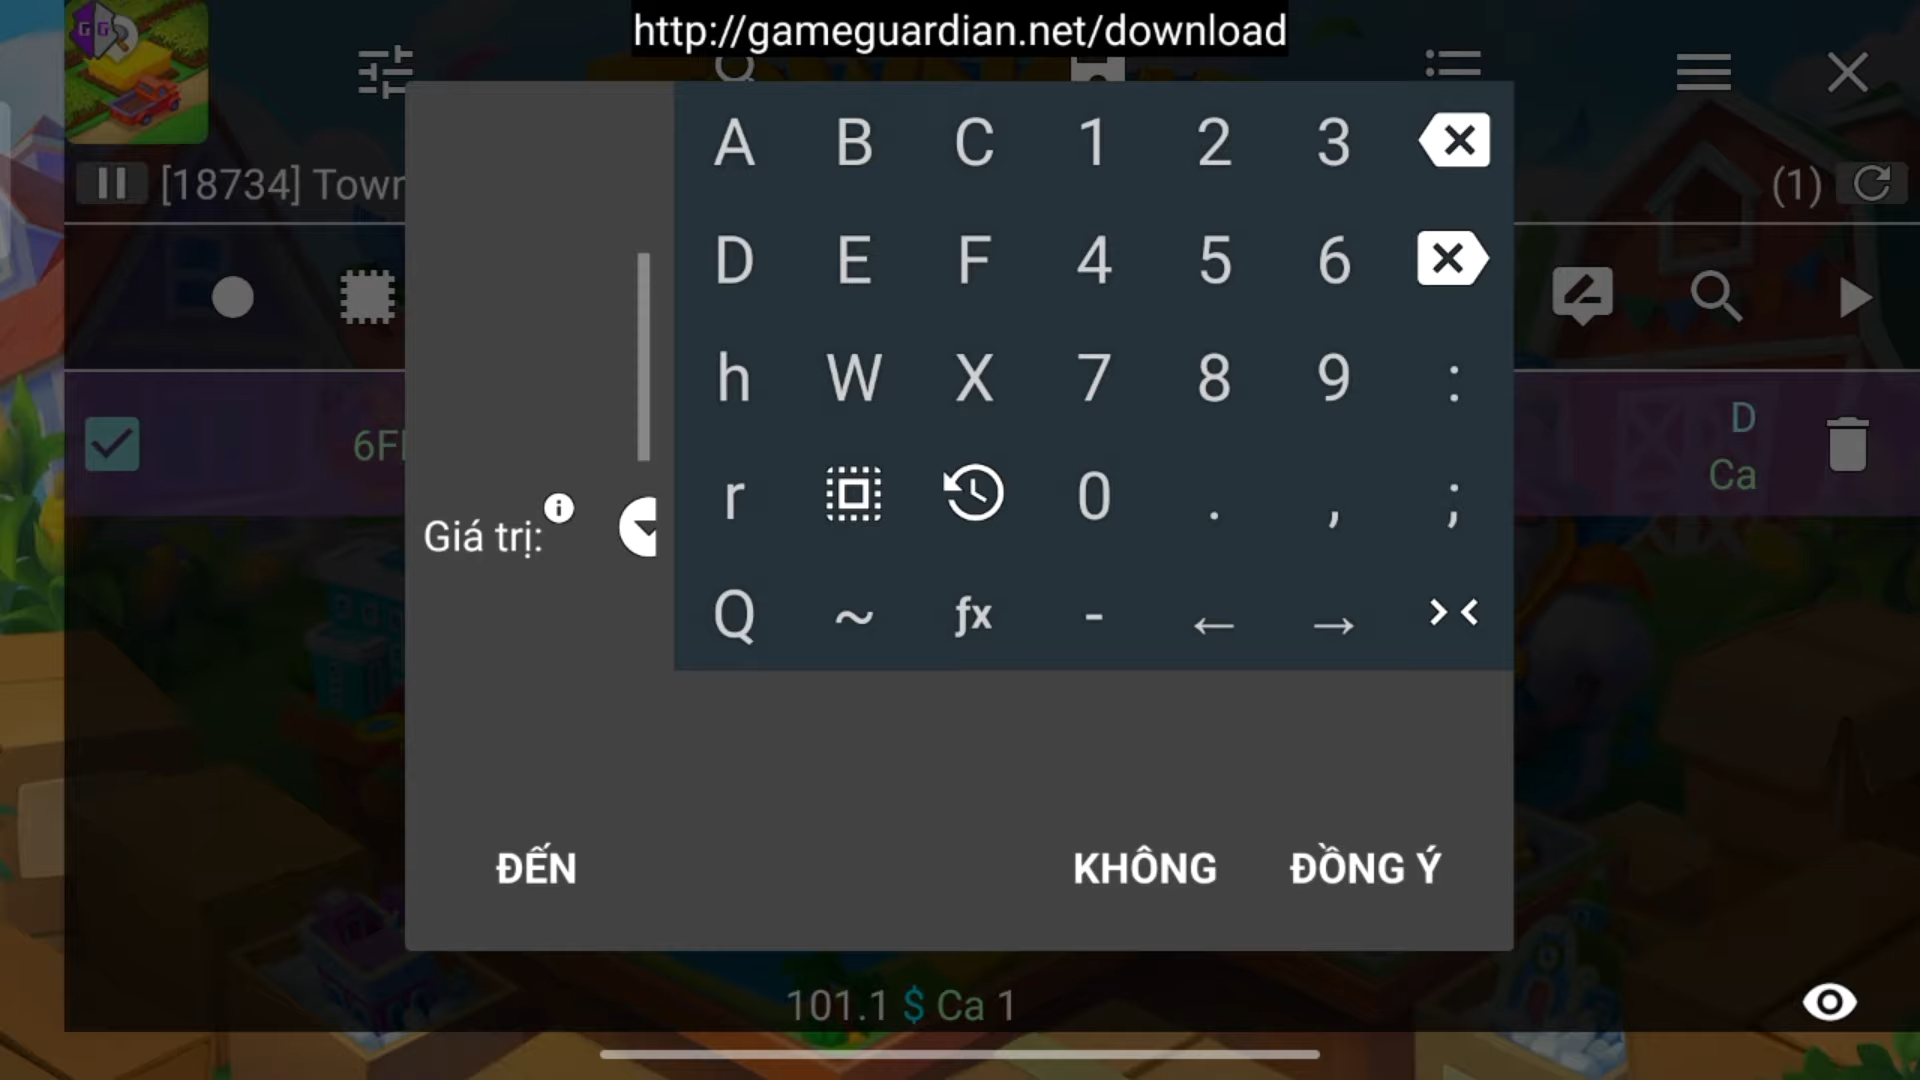 http://gameguardian.net/download
[18734] Town
(1)
A B C 1 2 3
D E F 4 5 6
h W X 7 8 9 :
r 0 . , ;
Q ~ ƒx - ← → ><
6F
D
Ca
Giá trị:
ĐẾN KHÔNG ĐỒNG Ý
101.1 $ Ca 1